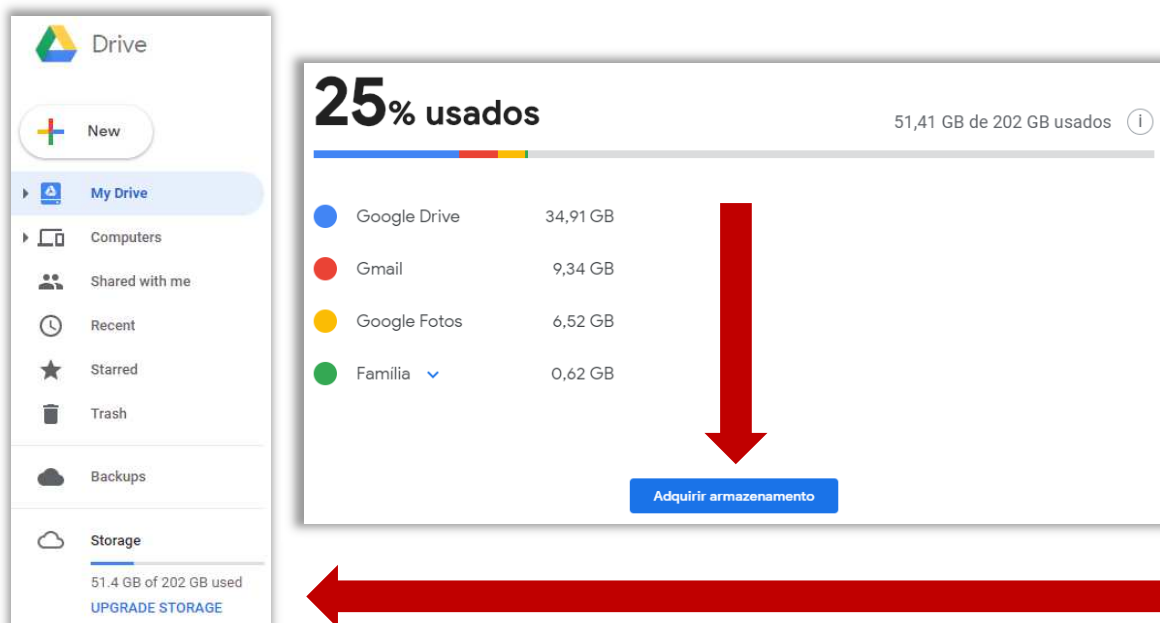 Drive
New
My Drive
Computers
Shared with me
Recent
Starred
Trash
Backups
Storage
51.4 GB of 202 GB used
UPGRADE STORAGE
25% usados
51,41 GB de 202 GB usados i
Google Drive 34,91 GB
Gmail 9,34 GB
Google Fotos 6,52 GB
Família 0,62 GB
Adquirir armazenamento